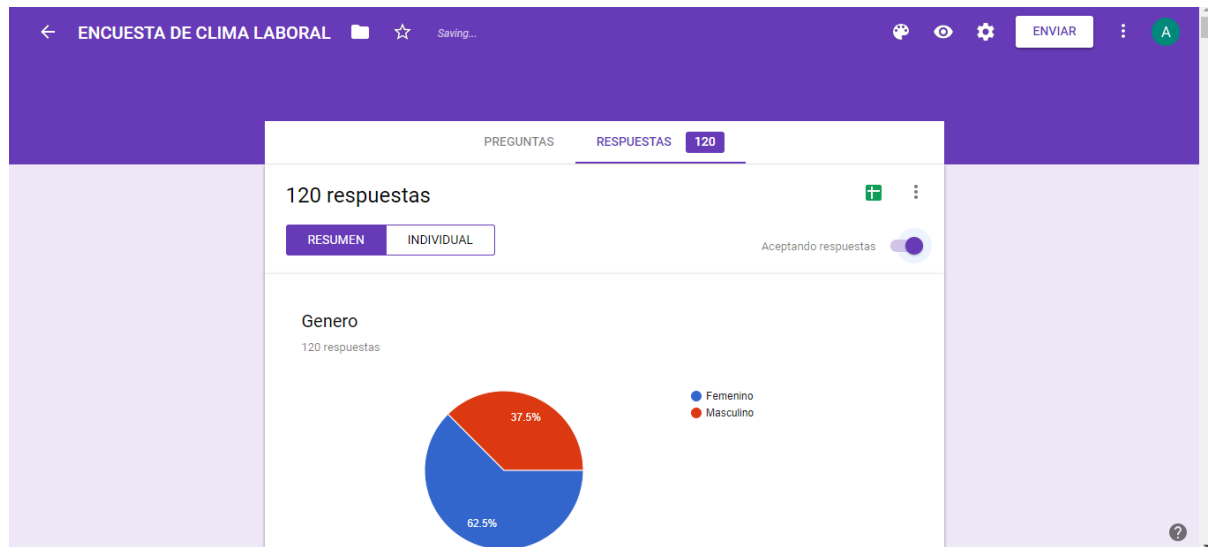 ENCUESTA DE CLIMA LABORAL Saving... ENVIAR A
PREGUNTAS RESPUESTAS 120
120 respuestas
RESUMEN INDIVIDUAL Aceptando respuestas
Genero
120 respuestas
Femenino
Masculino
37.5%
62.5%